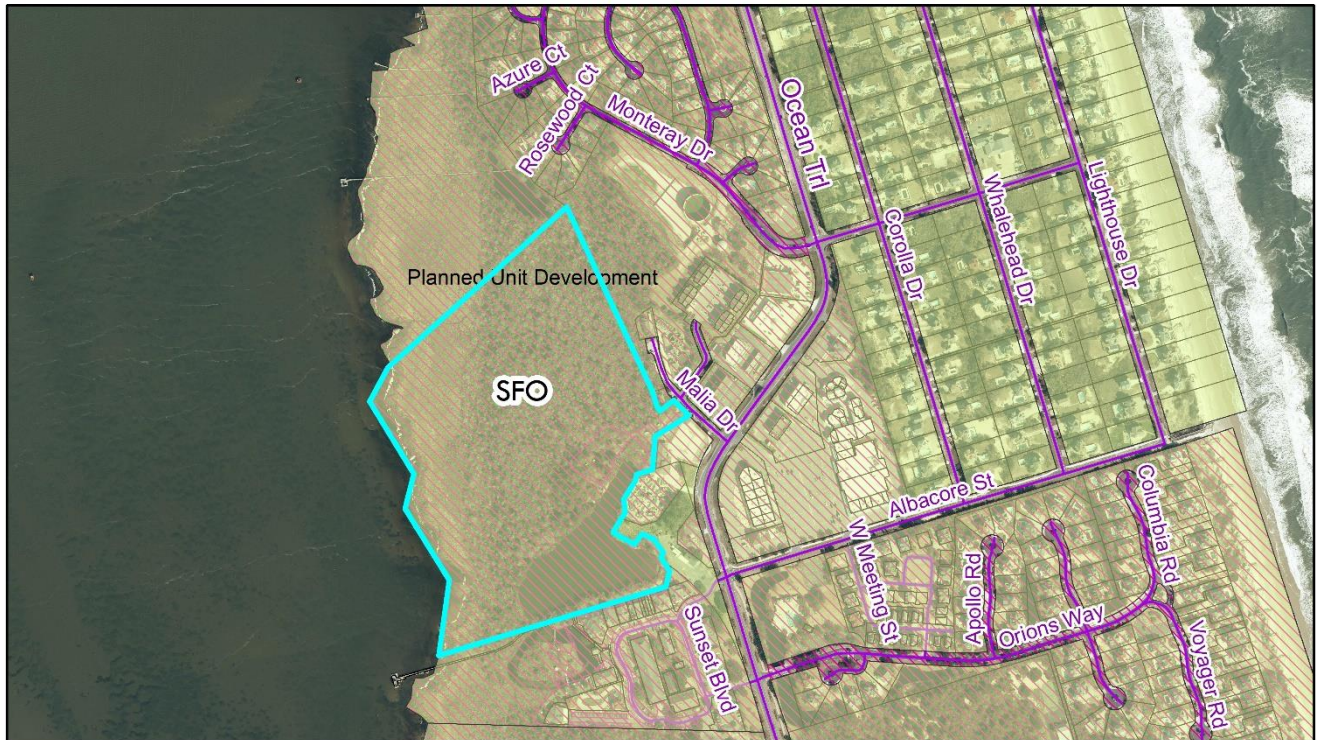 Azure Ct
Rosewood Ct
Monteray Dr
Ocean Trl
Corolla Dr
Whalehead Dr
Lighthouse Dr
Planned Unit Development
SFO
Malia Dr
Albacore St
W Meeting St
Columbia Rd
Apollo Rd
Orions Way
Sunset Blvd
Voyager Rd